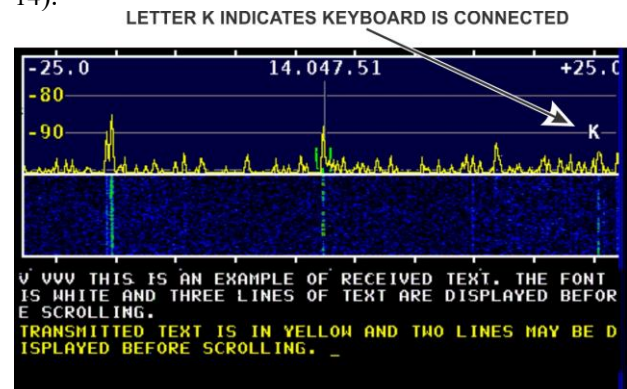 14).
LETTER K INDICATES KEYBOARD IS CONNECTED
-25.0 14.047.51 +25.0
-80
-90 K
V VVV THIS IS AN EXAMPLE OF RECEIVED TEXT. THE FONT
IS WHITE AND THREE LINES OF TEXT ARE DISPLAYED BEFOR
E SCROLLING.
TRANSMITTED TEXT IS IN YELLOW AND TWO LINES MAY BE D
ISPLAYED BEFORE SCROLLING. _